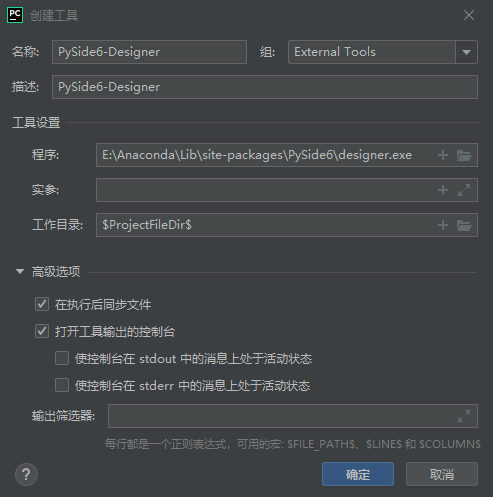 PC 创建工具
名称: PySide6-Designer 组: External Tools
描述: PySide6-Designer
工具设置
程序: E:\Anaconda\Lib\site-packages\PySide6\designer.exe
实参:
工作目录: $ProjectFileDir$
高级选项
在执行后同步文件
打开工具输出的控制台
使控制台在 stdout 中的消息上处于活动状态
使控制台在 stderr 中的消息上处于活动状态
输出筛选器:
每行都是一个正则表达式，可用的宏: $FILE_PATH$、$LINE$ 和 $COLUMN$
? 确定 取消